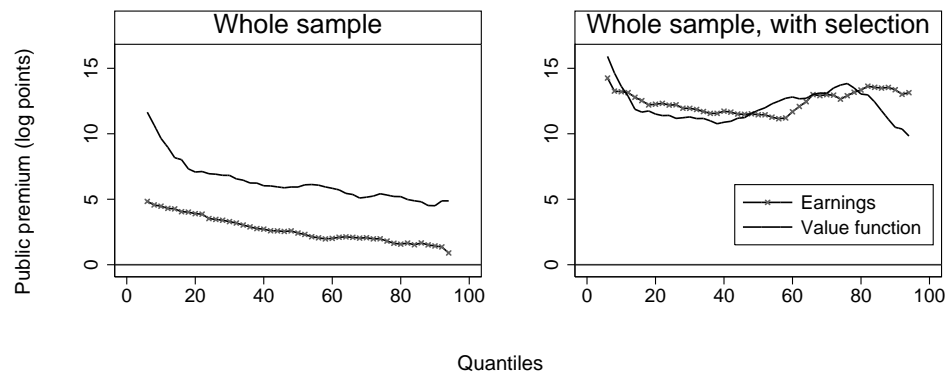 Whole sample
Whole sample, with selection
Public premium (log points)
15
10
5
0
0 20 40 60 80 100
15
10
5
0
0 20 40 60 80 100
Earnings
Value function
Quantiles